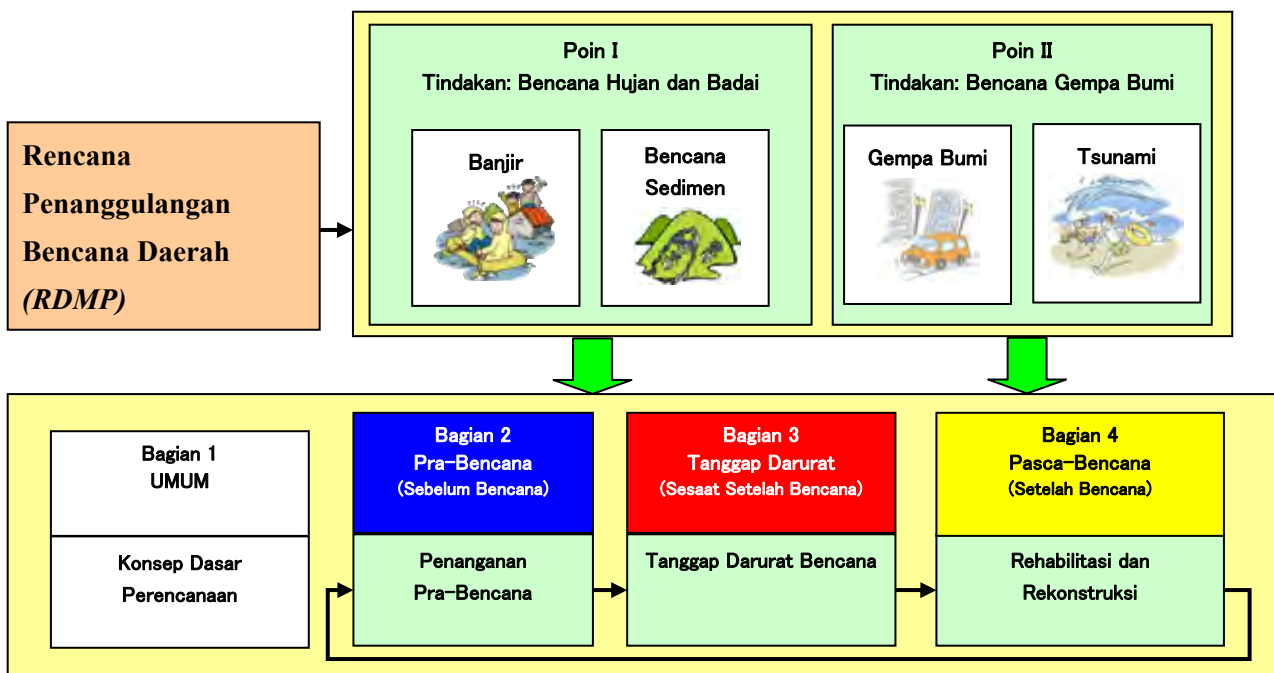 Rencana
Penanggulangan
Bencana Daerah
(RDMP)
Poin I
Tindakan: Bencana Hujan dan Badai
Banjir
Bencana
Sedimen
Poin II
Tindakan: Bencana Gempa Bumi
Gempa Bumi
Tsunami
Bagian 1
UMUM
Konsep Dasar
Perencanaan
Bagian 2
Pra-Bencana
(Sebelum Bencana)
Penanganan
Pra-Bencana
Bagian 3
Tanggap Darurat
(Sesaat Setelah Bencana)
Tanggap Darurat Bencana
Bagian 4
Pasca-Bencana
(Setelah Bencana)
Rehabilitasi dan
Rekonstruksi